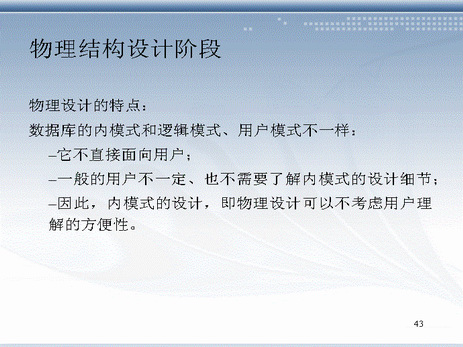 物理结构设计阶段
物理设计的特点：
数据库的内模式和逻辑模式、用户模式不一样：
–它不直接面向用户；
–一般的用户不一定、也不需要了解内模式的设计细节；
–因此，内模式的设计，即物理设计可以不考虑用户理
解的方便性。
43